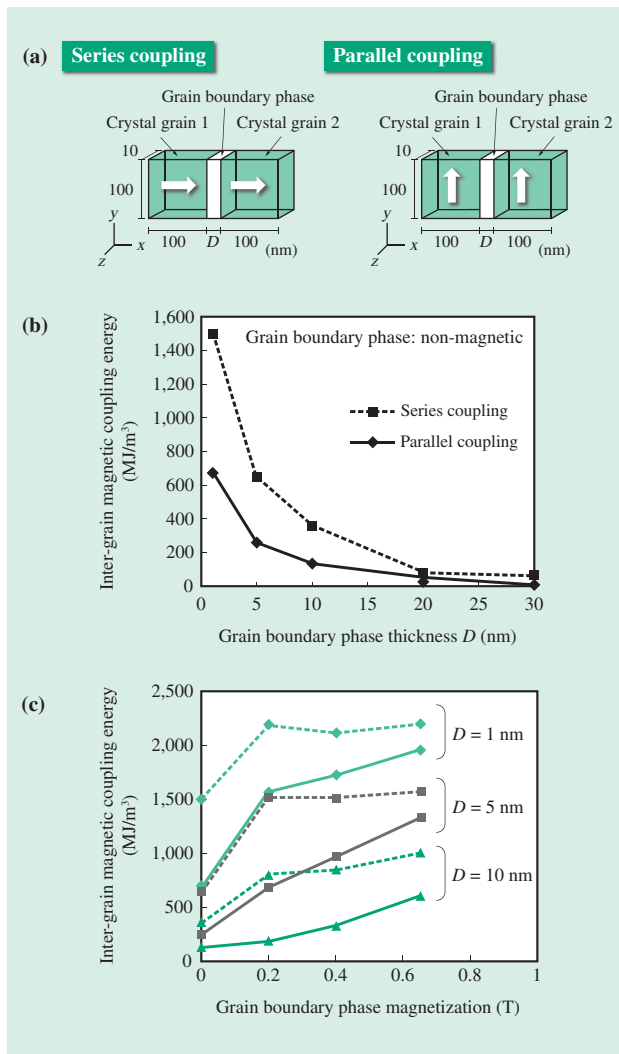 (a)
Series coupling
Parallel coupling
Grain boundary phase
Crystal grain 1
Crystal grain 2
10
100
y
x
z
100
D
100
(nm)
Grain boundary phase
Crystal grain 1
Crystal grain 2
10
100
y
x
z
100
D
100
(nm)
(b)
Inter-grain magnetic coupling energy
(MJ/m³)
1,600
1,400
1,200
1,000
800
600
400
200
0
Grain boundary phase: non-magnetic
Series coupling
Parallel coupling
0 5 10 15 20 25 30
Grain boundary phase thickness D (nm)
(c)
Inter-grain magnetic coupling energy
(MJ/m³)
2,500
2,000
1,500
1,000
500
0
D = 1 nm
D = 5 nm
D = 10 nm
0 0.2 0.4 0.6 0.8 1
Grain boundary phase magnetization (T)